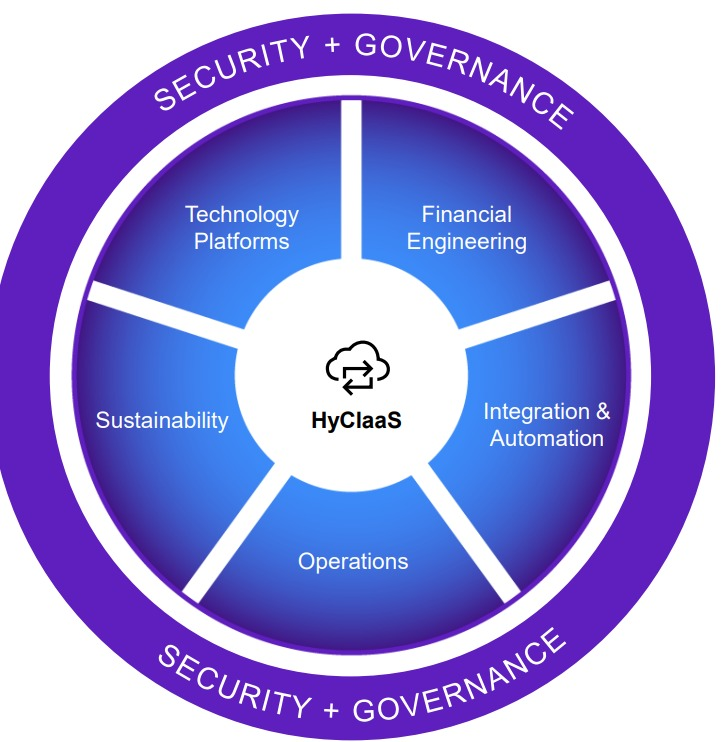 SECURITY + GOVERNANCE
Technology
Platforms
Financial
Engineering
Sustainability
HyClaaS
Integration &
Automation
Operations
SECURITY + GOVERNANCE